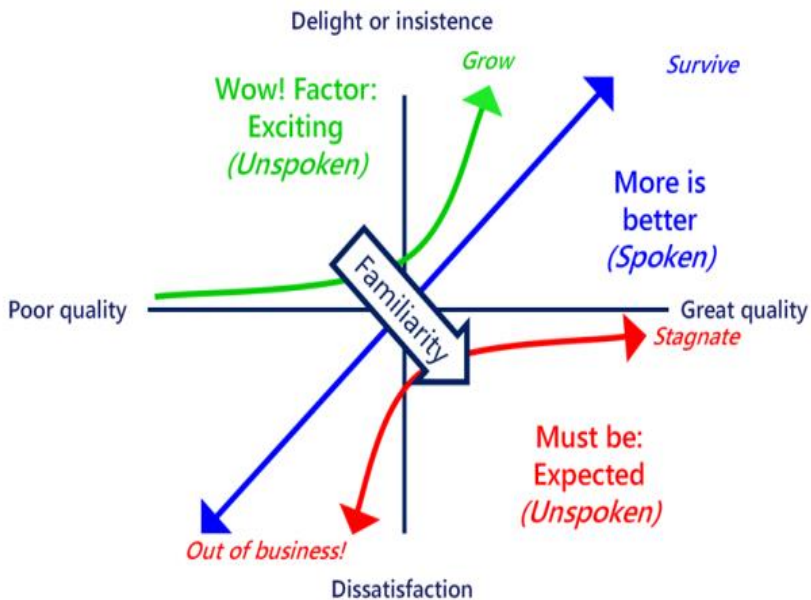 Delight or insistence
Grow
Survive
Wow! Factor:
Exciting
(Unspoken)
More is
better
(Spoken)
Familiarity
Poor quality
Great quality
Stagnate
Must be:
Expected
(Unspoken)
Out of business!
Dissatisfaction